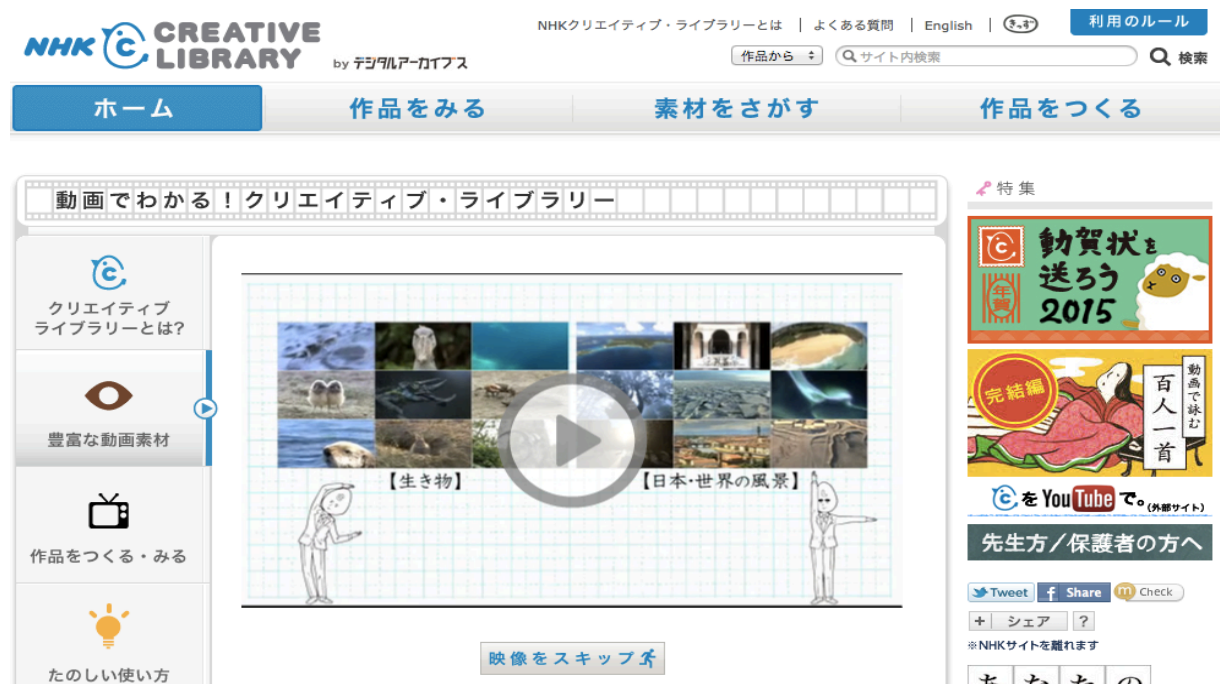 NHK CREATIVE LIBRARY by デジタルアーカイブス
NHKクリエイティブ・ライブラリーとは | よくある質問 | English | きっず 利用のルール
作品から サイト内検索 検索
ホーム 作品をみる 素材をさがす 作品をつくる
動画でわかる!クリエイティブ・ライブラリー
クリエイティブ
ライブラリーとは?
豊富な動画素材
作品をつくる・みる
たのしい使い方
【生き物】 【日本・世界の風景】
映像をスキップ
特集
動賀状を
送ろう
2015
年賀
完結編
動画で詠む
百人一首
をYouTubeで。(外部サイト)
先生方/保護者の方へ
Tweet Share Check
+ シェア ?
※NHKサイトを離れます
あなたの